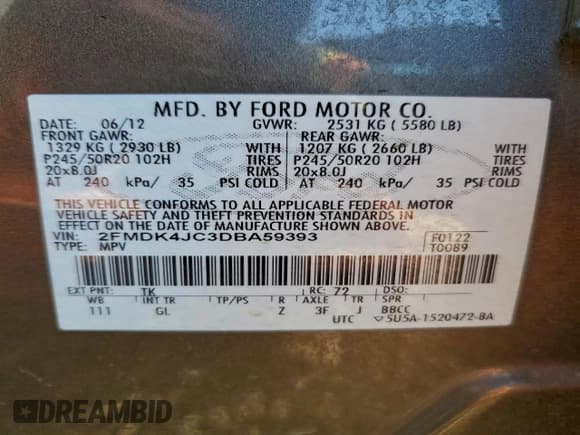 MFD. BY FORD MOTOR CO.
DATE: 06/12 GVWR: 2531 KG ( 5580 LB)
FRONT GAWR: REAR GAWR:
1329 KG ( 2930 LB) WITH 1207 KG ( 2660 LB) WITH
P245/50R20 102H TIRES P245/50R20 102H TIRES
20x8.0J RIMS 20x8.0J RIMS
AT 240 kPa/ 35 PSI COLD AT 240 kPa/ 35 PSI COLD
THIS VEHICLE CONFORMS TO ALL APPLICABLE FEDERAL MOTOR
VEHICLE SAFETY AND THEFT PREVENTION STANDARDS IN
EFFECT ON THE DATE OF MANUFACTURE SHOWN ABOVE.
VIN: 2FMDK4JC3DBA59393 F0122
TYPE: MPV T0089
EXT PNT: TK RC: 72 DSO:
WB INT TR TP/PS R AXLE TR SPR
111 GL Z 3F J BBCC
UTC ▽5U5A-1520472-BA
DREAMBID